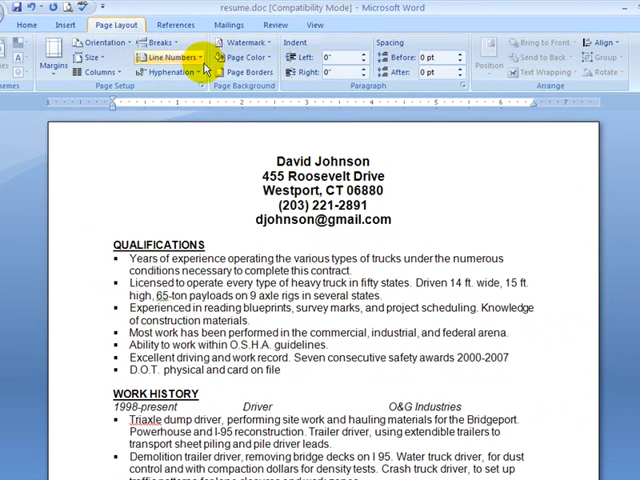 resume.doc [Compatibility Mode] - Microsoft Word
Home Insert Page Layout References Mailings Review View
Orientation Breaks Watermark Indent Spacing Bring to Front Align
Margins Size Line Numbers Page Color Left: 0" Before: 0 pt Position Send to Back Group
Columns Hyphenation Page Borders Right: 0" After: 0 pt Text Wrapping Rotate
Page Setup Page Background Paragraph Arrange
David Johnson
455 Roosevelt Drive
Westport, CT 06880
(203) 221-2891
djohnson@gmail.com
QUALIFICATIONS
Years of experience operating the various types of trucks under the numerous
conditions necessary to complete this contract.
Licensed to operate every type of heavy truck in fifty states. Driven 14 ft. wide, 15 ft.
high, 65-ton payloads on 9 axle rigs in several states.
Experienced in reading blueprints, survey marks, and project scheduling. Knowledge
of construction materials.
Most work has been performed in the commercial, industrial, and federal arena.
Ability to work within O.S.H.A. guidelines.
Excellent driving and work record. Seven consecutive safety awards 2000-2007
D.O.T. physical and card on file
WORK HISTORY
1998-present Driver O&G Industries
Triaxle dump driver, performing site work and hauling materials for the Bridgeport.
Powerhouse and I-95 reconstruction. Trailer driver, using extendible trailers to
transport sheet piling and pile driver leads.
Demolition trailer driver, removing bridge decks on I 95. Water truck driver, for dust
control and with compaction dollars for density tests. Crash truck driver, to set up